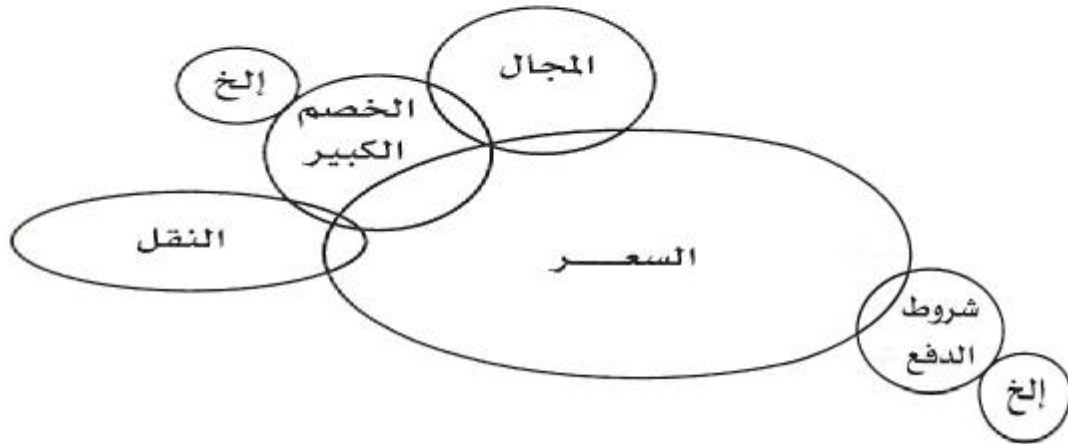 المجال
إلخ
الخصم
الكبير
النقل
السعـــر
شروط
الدفع
إلخ